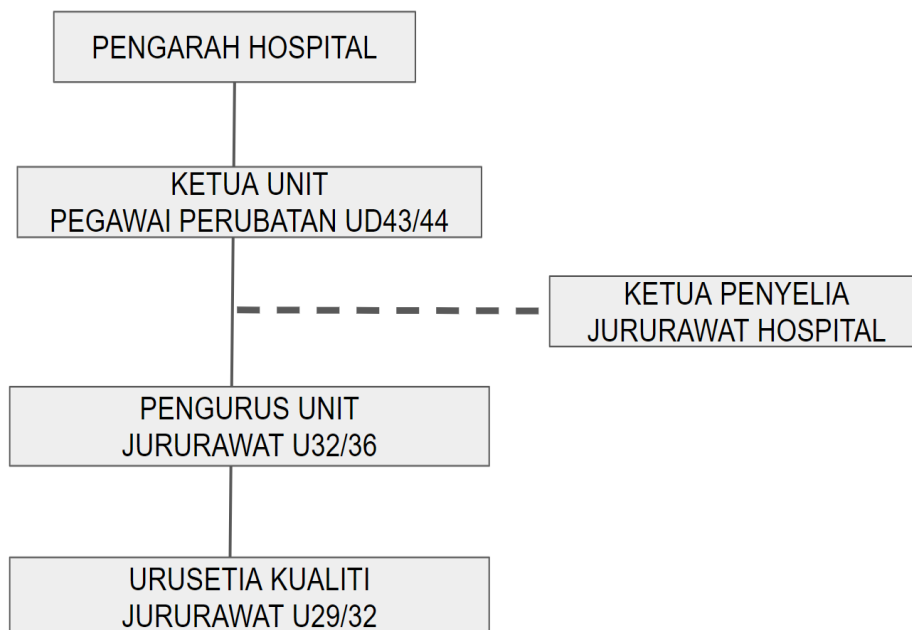 PENGARAH HOSPITAL
KETUA UNIT
PEGAWAI PERUBATAN UD43/44
KETUA PENYELIA
JURURAWAT HOSPITAL
PENGURUS UNIT
JURURAWAT U32/36
URUSETIA KUALITI
JURURAWAT U29/32